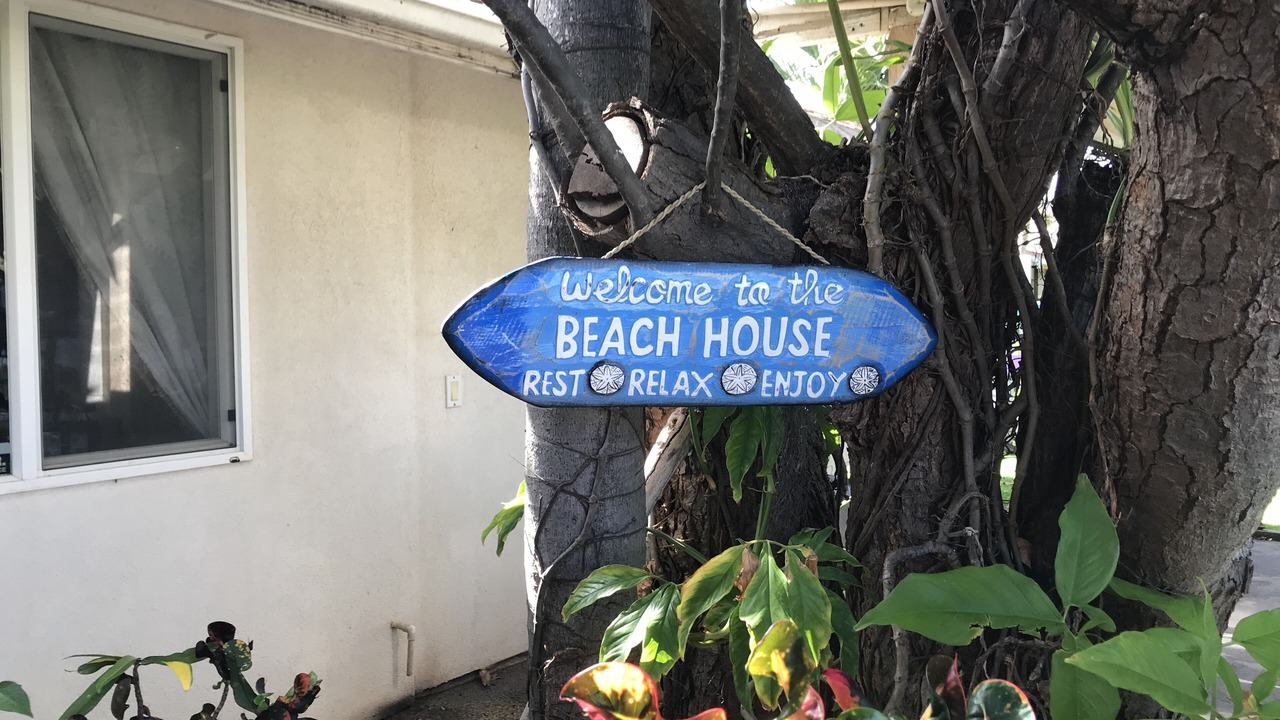 Welcome to the
BEACH HOUSE
REST RELAX ENJOY